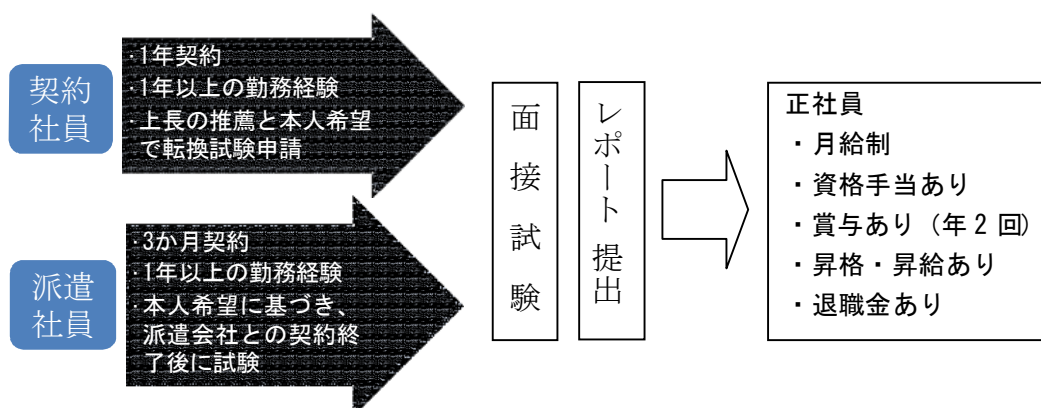 契約
社員
・1年契約
・1年以上の勤務経験
・上長の推薦と本人希望
で転換試験申請
派遣
社員
・3か月契約
・1年以上の勤務経験
・本人希望に基づき、
派遣会社との契約終
了後に試験
面接試験
レポート提出
正社員
・月給制
・資格手当あり
・賞与あり（年２回）
・昇格・昇給あり
・退職金あり